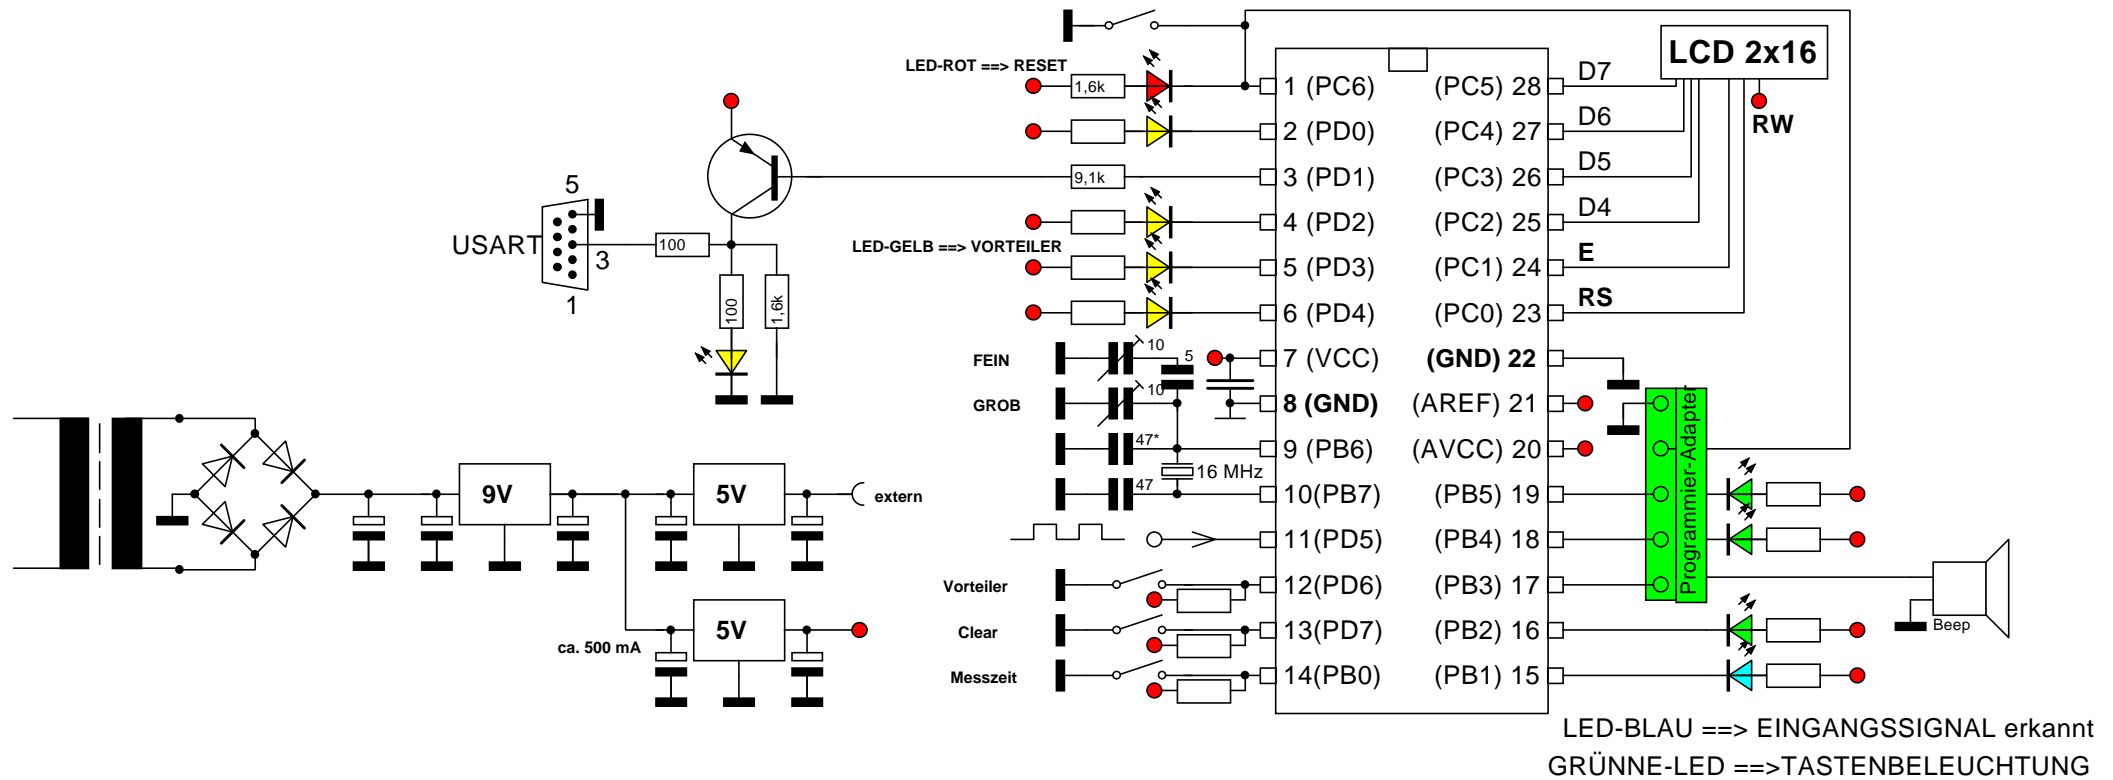 LED-ROT ==> RESET
1,6k
1 (PC6)
(PC5) 28
D7
LCD 2x16
2 (PD0)
(PC4) 27
D6
RW
9,1k
3 (PD1)
(PC3) 26
D5
5
4 (PD2)
(PC2) 25
D4
USART
100
3
LED-GELB ==> VORTEILER
5 (PD3)
(PC1) 24
E
1
100
1,6k
6 (PD4)
(PC0) 23
RS
FEIN
10
5
7 (VCC)
(GND) 22
GROB
10
8 (GND)
(AREF) 21
47*
9 (PB6)
(AVCC) 20
16 MHz
Programmier-Adapter
9V
5V
extern
47
10(PB7)
(PB5) 19
11(PD5)
(PB4) 18
Vorteiler
12(PD6)
(PB3) 17
ca. 500 mA
5V
Clear
13(PD7)
(PB2) 16
Beep
Messzeit
14(PB0)
(PB1) 15
LED-BLAU ==> EINGANGSSIGNAL erkannt
GRÜNNE-LED ==>TASTENBELEUCHTUNG